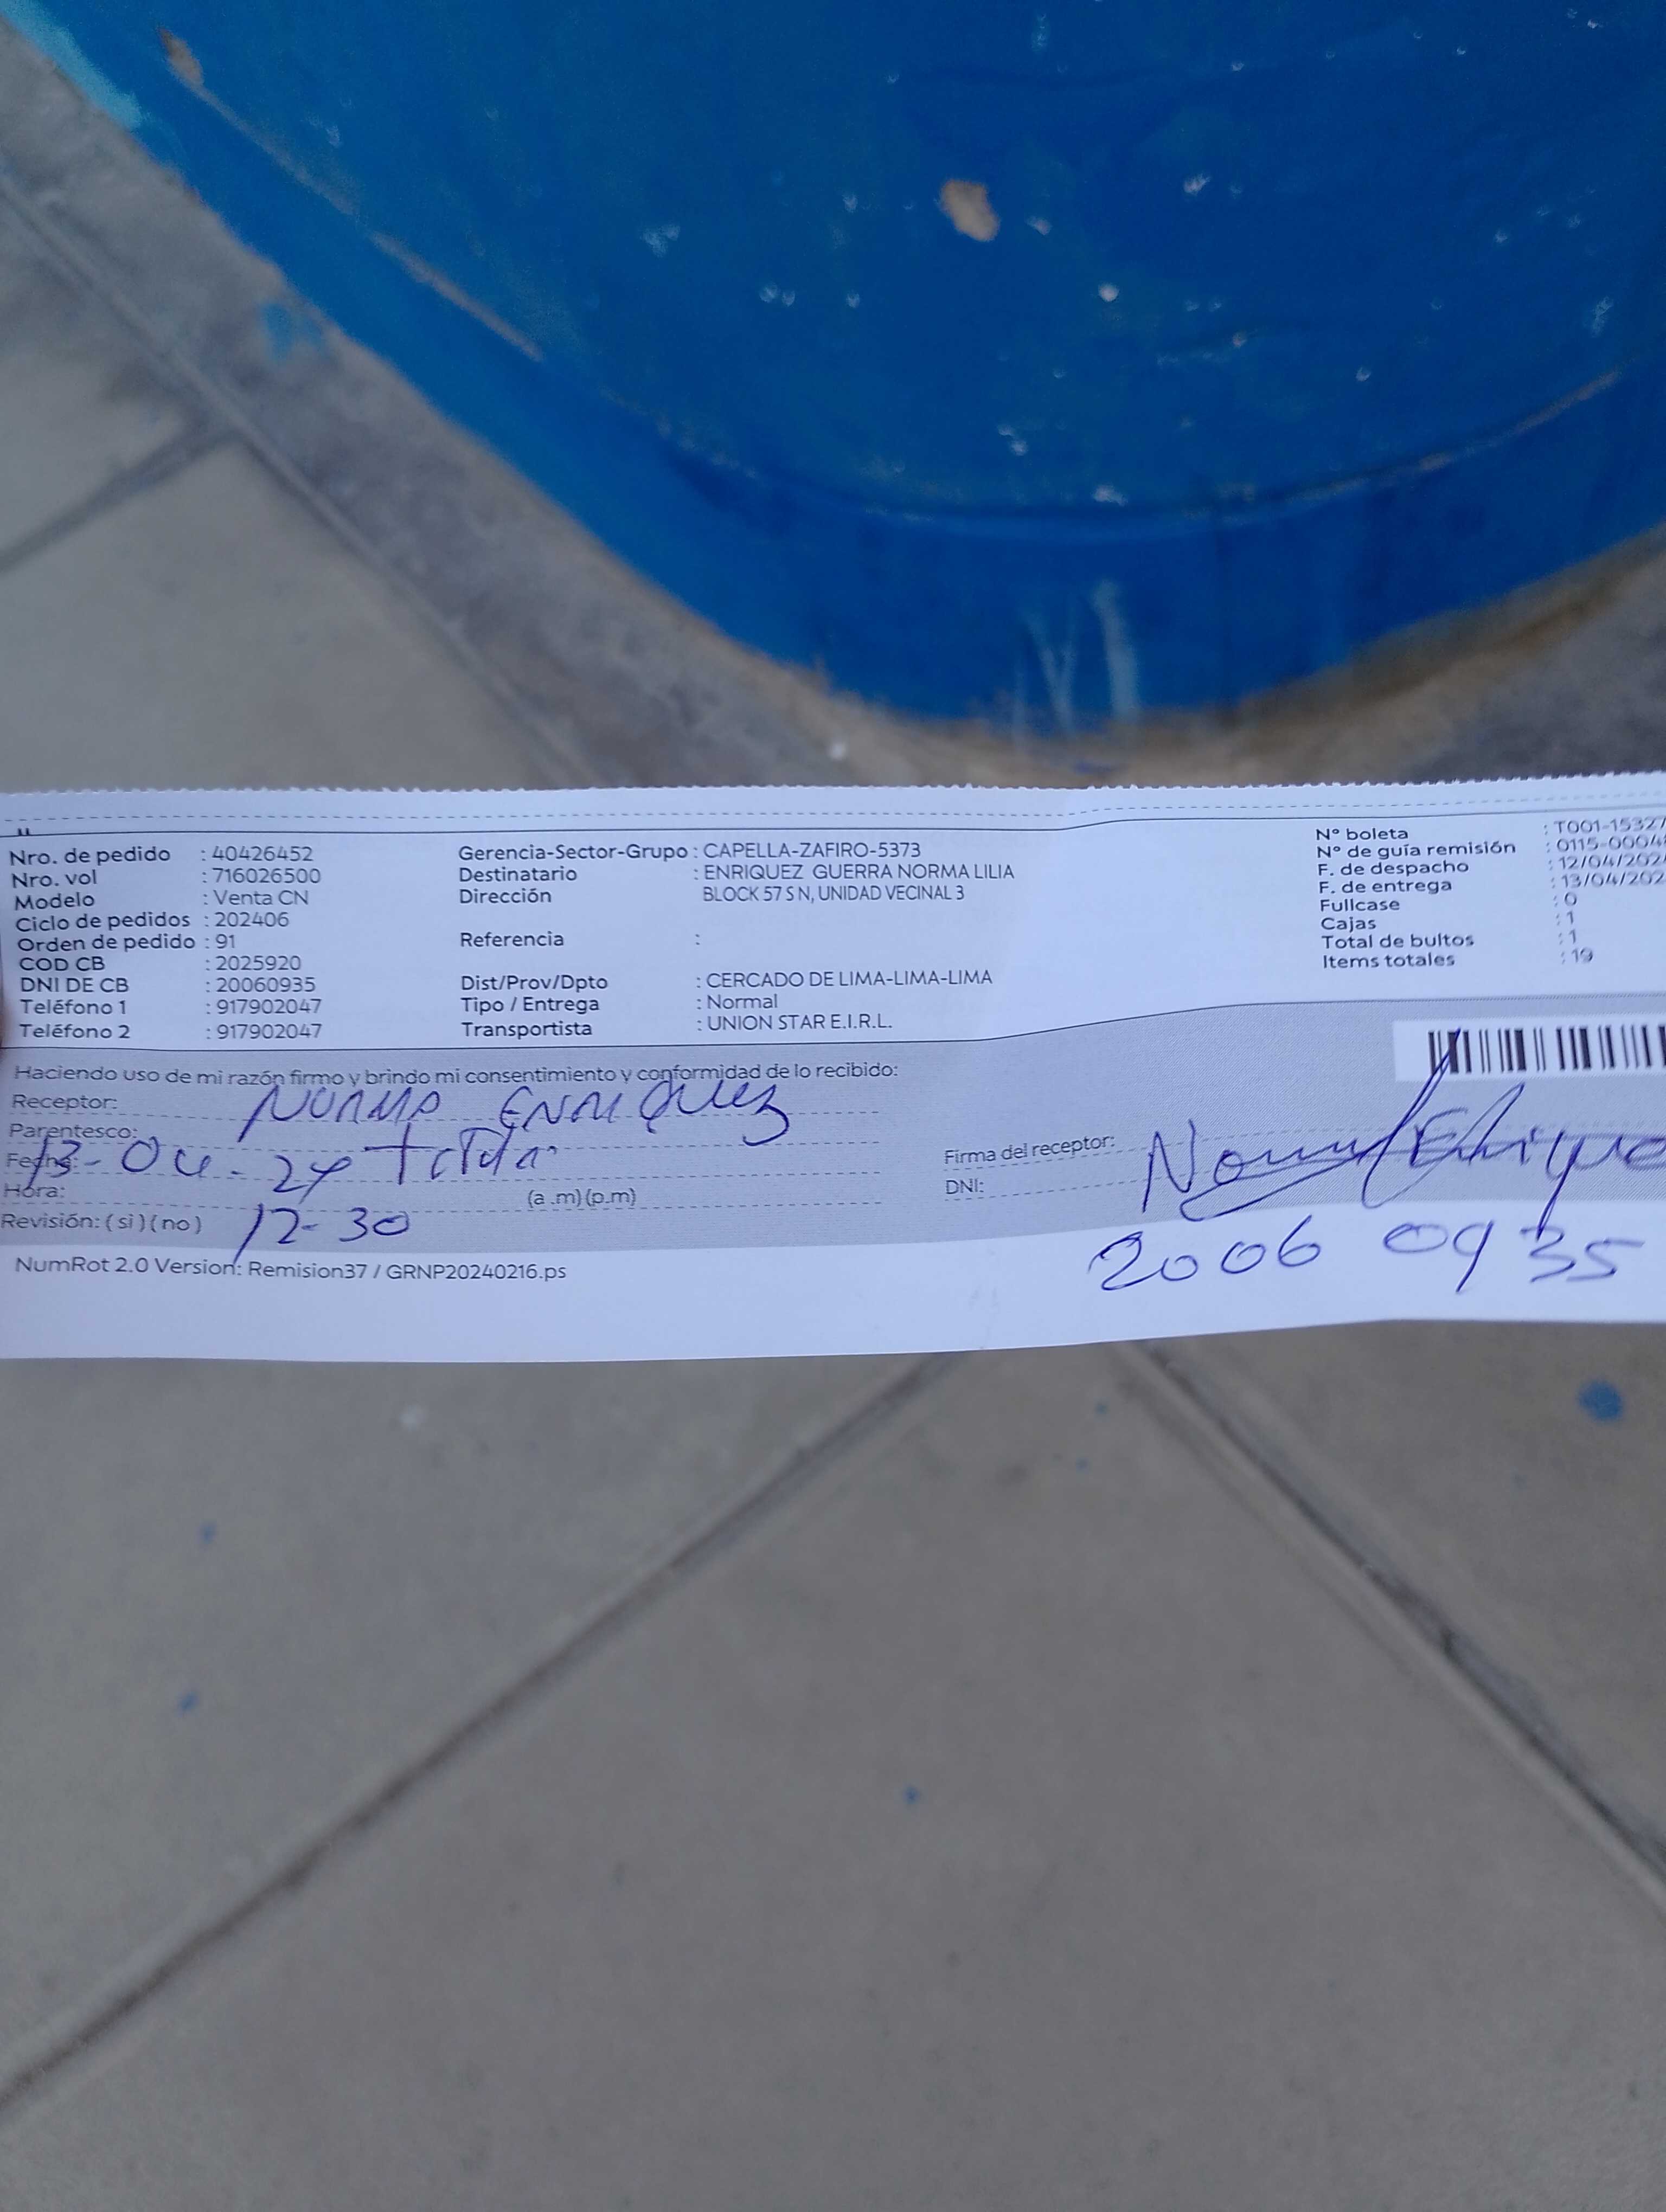 Nro. de pedido : 40426452
Nro. vol : 716026500
Modelo : Venta CN
Ciclo de pedidos : 202406
Orden de pedido : 91
COD CB : 2025920
DNI DE CB : 20060935
Teléfono 1 : 917902047
Teléfono 2 : 917902047
Gerencia-Sector-Grupo : CAPELLA-ZAFIRO-5373
Destinatario : ENRIQUEZ GUERRA NORMA LILIA
Dirección BLOCK 57 S N, UNIDAD VECINAL 3
Referencia :
Dist/Prov/Dpto : CERCADO DE LIMA-LIMA-LIMA
Tipo / Entrega : Normal
Transportista : UNION STAR E.I.R.L.
N° boleta : T001-15327
N° de guía remisión : 0115-0004
F. de despacho : 12/04/202
F. de entrega : 13/04/202
Fullcase : 0
Cajas : 1
Total de bultos : 1
Items totales : 19
Haciendo uso de mi razón firmo y brindo mi consentimiento y conformidad de lo recibido:
Receptor: NORMA ENRIQUEZ
Parentesco: Titular
Fecha: 13-04-24
Hora: (a .m) (p.m)
Revisión: ( si ) ( no ) 12-30
Firma del receptor: Norma Enrique
DNI: 2006 0935
NumRot 2.0 Version: Remision37 / GRNP20240216.ps